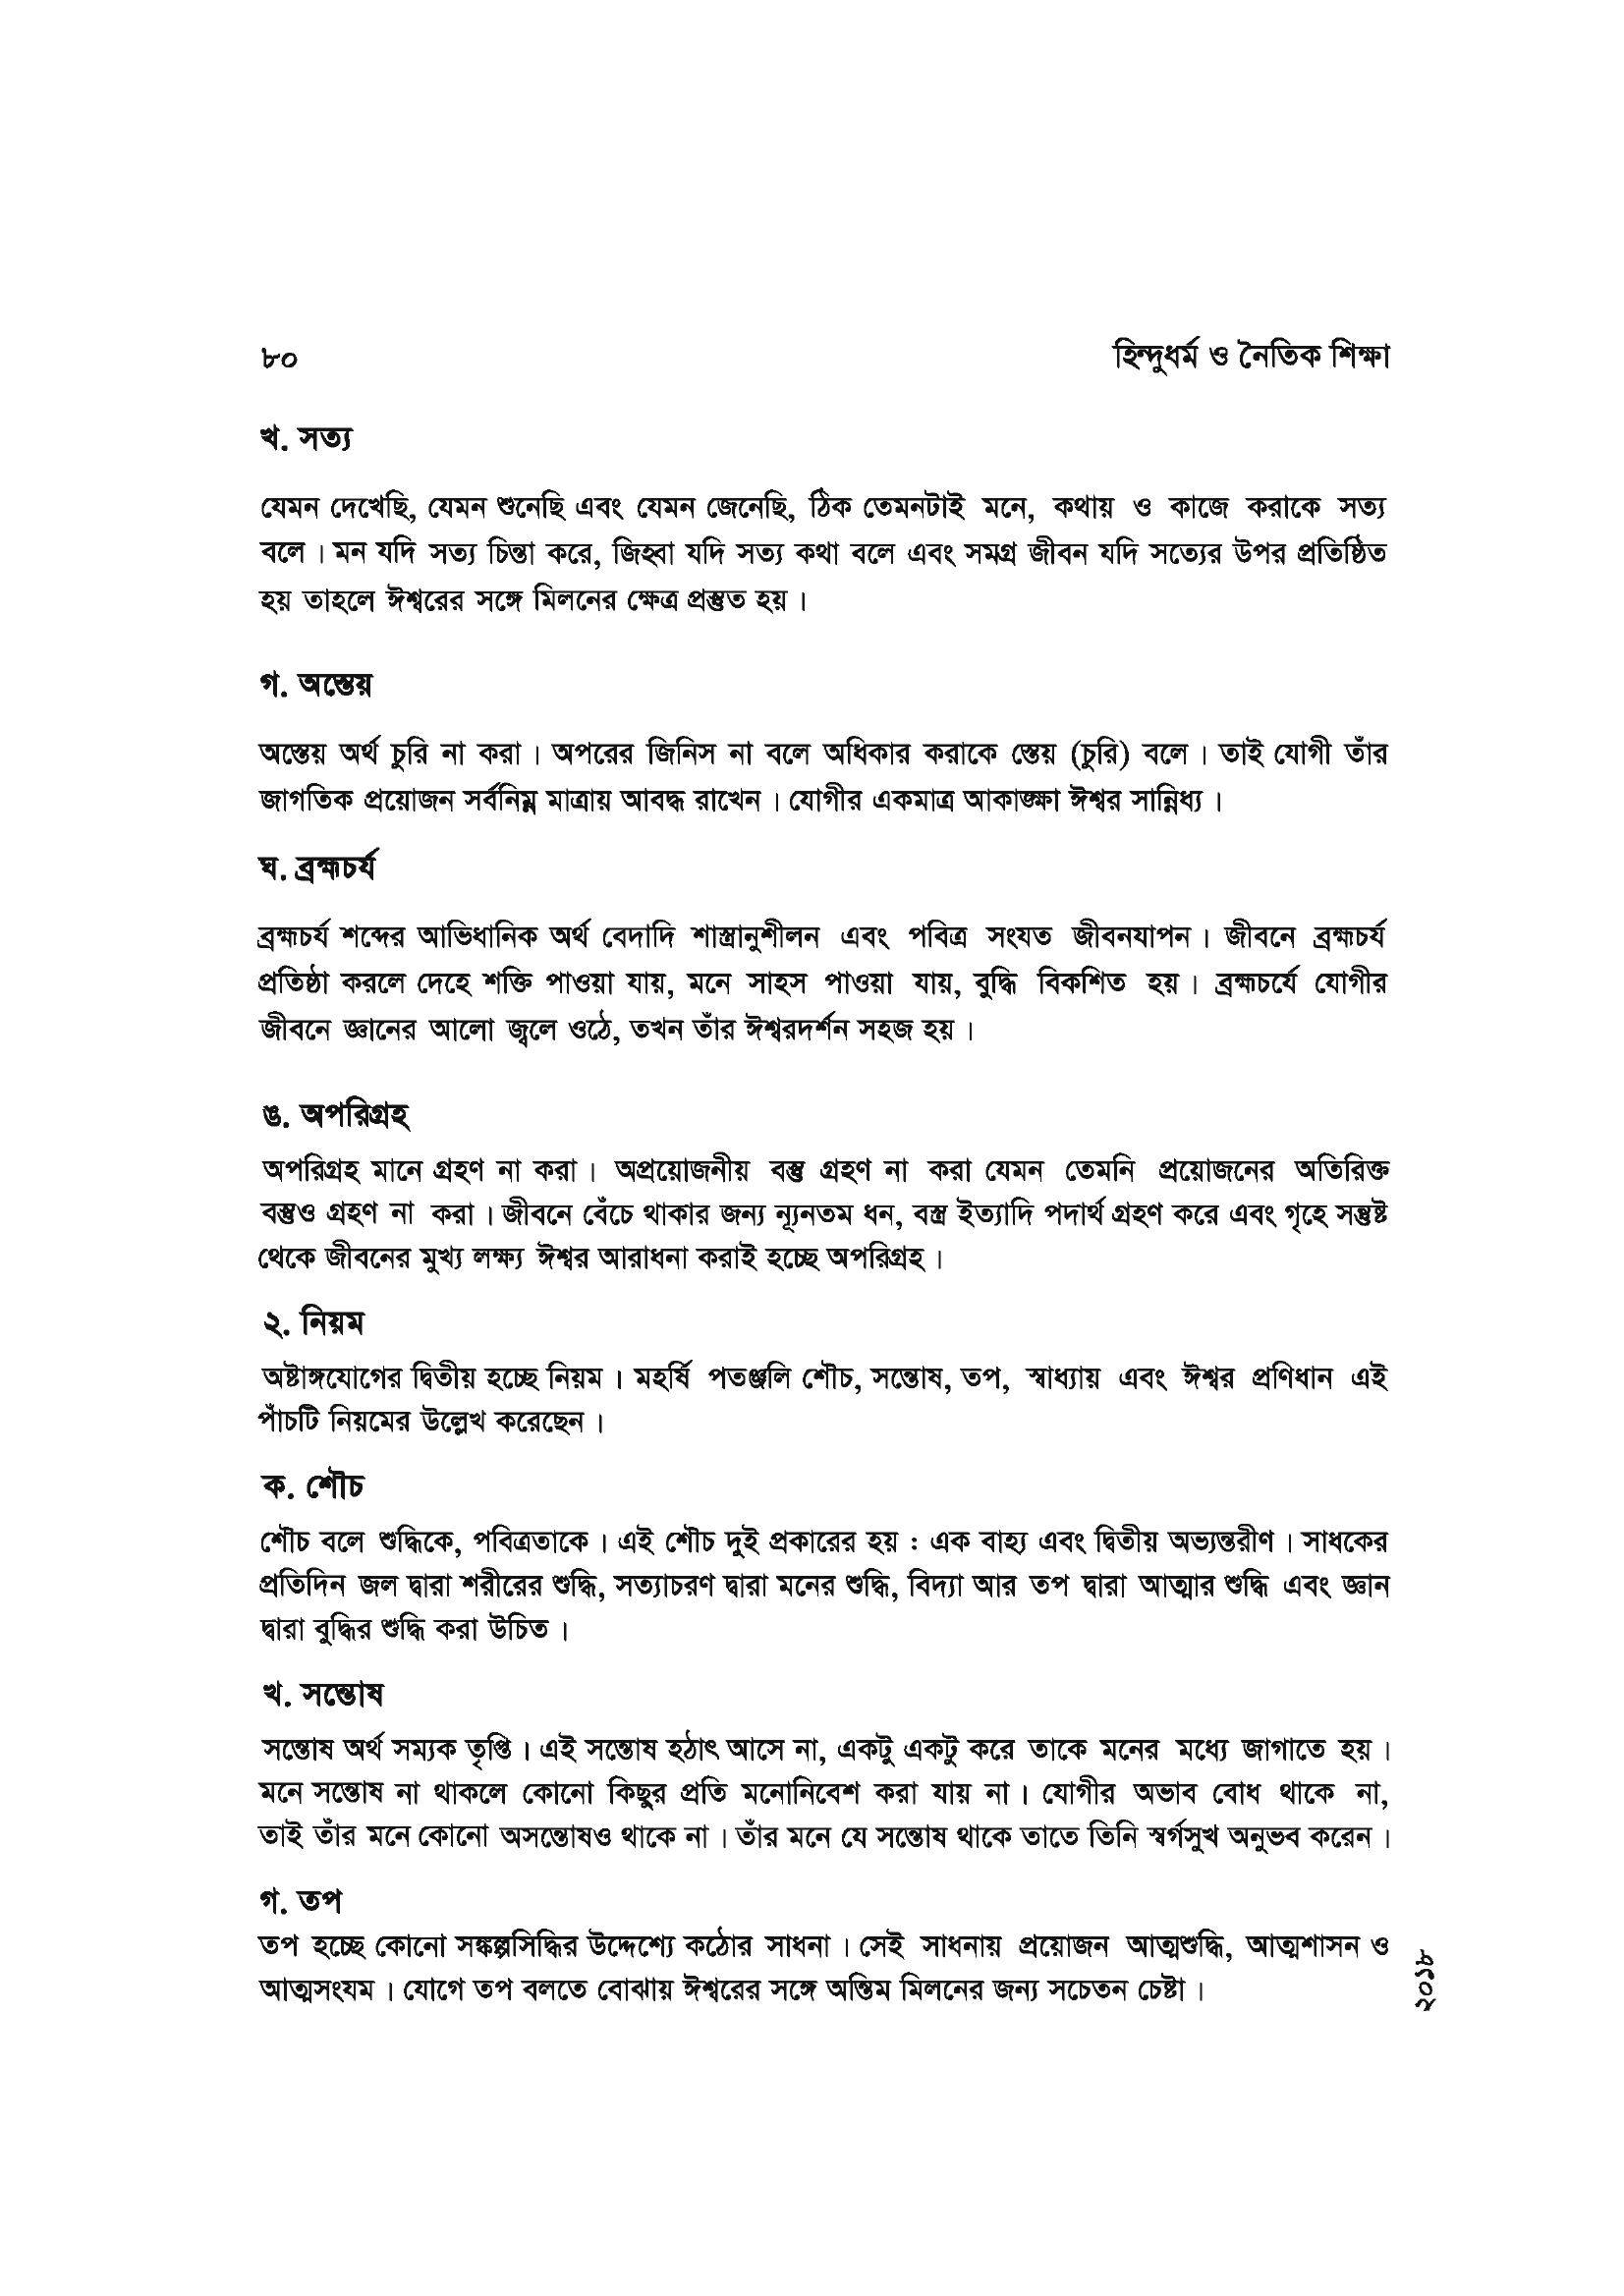 ৮০
হিন্দুধর্ম ও নৈতিক শিক্ষা
খ. সত্য
যেমন দেখেছি, যেমন শুনেছি এবং যেমন জেনেছি, ঠিক তেমনটাই মনে, কথায় ও কাজে করাকে সত্য
বলে। মন যদি সত্য চিন্তা করে, জিহ্বা যদি সত্য কথা বলে এবং সমগ্র জীবন যদি সত্যের উপর প্রতিষ্ঠিত
হয় তাহলে ঈশ্বরের সঙ্গে মিলনের ক্ষেত্র প্রস্তুত হয়।
গ. অস্তেয়
অস্তেয় অর্থ চুরি না করা। অপরের জিনিস না বলে অধিকার করাকে স্তেয় (চুরি) বলে। তাই যোগী তাঁর
জাগতিক প্রয়োজন সর্বনিম্ন মাত্রায় আবদ্ধ রাখেন। যোগীর একমাত্র আকাঙ্ক্ষা ঈশ্বর সান্নিধ্য।
ঘ. ব্রহ্মচর্য
ব্রহ্মচর্য শব্দের আভিধানিক অর্থ বেদাদি শাস্ত্রানুশীলন এবং পবিত্র সংযত জীবনযাপন। জীবনে ব্রহ্মচর্য
প্রতিষ্ঠা করলে দেহে শক্তি পাওয়া যায়, মনে সাহস পাওয়া যায়, বুদ্ধি বিকশিত হয়। ব্রহ্মচর্যে যোগীর
জীবনে জ্ঞানের আলো জ্বলে ওঠে, তখন তাঁর ঈশ্বরদর্শন সহজ হয়।
ঙ. অপরিগ্রহ
অপরিগ্রহ মানে গ্রহণ না করা। অপ্রয়োজনীয় বস্তু গ্রহণ না করা যেমন তেমনি প্রয়োজনের অতিরিক্ত
বস্তুও গ্রহণ না করা। জীবনে বেঁচে থাকার জন্য ন্যূনতম ধন, বস্ত্র ইত্যাদি পদার্থ গ্রহণ করে এবং গৃহে সন্তুষ্ট
থেকে জীবনের মুখ্য লক্ষ্য ঈশ্বর আরাধনা করাই হচ্ছে অপরিগ্রহ।
২. নিয়ম
অষ্টাঙ্গযোগের দ্বিতীয় হচ্ছে নিয়ম। মহর্ষি পতঞ্জলি শৌচ, সন্তোষ, তপ, স্বাধ্যায় এবং ঈশ্বর প্রণিধান এই
পাঁচটি নিয়মের উল্লেখ করেছেন।
ক. শৌচ
শৌচ বলে শুদ্ধিকে, পবিত্রতাকে। এই শৌচ দুই প্রকারের হয় : এক বাহ্য এবং দ্বিতীয় অভ্যন্তরীণ। সাধকের
প্রতিদিন জল দ্বারা শরীরের শুদ্ধি, সত্যাচরণ দ্বারা মনের শুদ্ধি, বিদ্যা আর তপ দ্বারা আত্মার শুদ্ধি এবং জ্ঞান
দ্বারা বুদ্ধির শুদ্ধি করা উচিত।
খ. সন্তোষ
সন্তোষ অর্থ সম্যক তৃপ্তি। এই সন্তোষ হঠাৎ আসে না, একটু একটু করে তাকে মনের মধ্যে জাগাতে হয়।
মনে সন্তোষ না থাকলে কোনো কিছুর প্রতি মনোনিবেশ করা যায় না। যোগীর অভাব বোধ থাকে না,
তাই তাঁর মনে কোনো অসন্তোষও থাকে না। তাঁর মনে যে সন্তোষ থাকে তাতে তিনি স্বর্গসুখ অনুভব করেন।
গ. তপ
তপ হচ্ছে কোনো সঙ্কল্পসিদ্ধির উদ্দেশ্যে কঠোর সাধনা। সেই সাধনায় প্রয়োজন আত্মশুদ্ধি, আত্মশাসন ও
আত্মসংযম। যোগে তপ বলতে বোঝায় ঈশ্বরের সঙ্গে অন্তিম মিলনের জন্য সচেতন চেষ্টা।
২০১৮